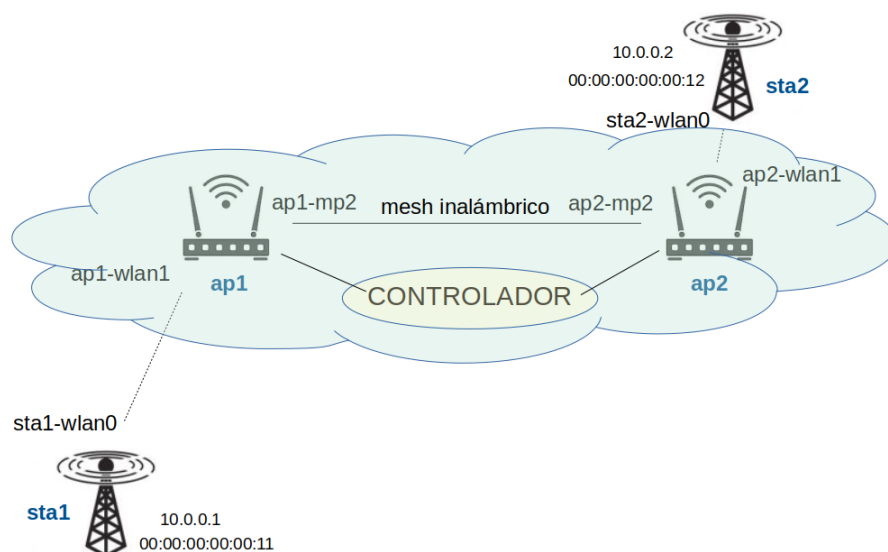 10.0.0.2
00:00:00:00:00:12
sta2
sta2-wlan0
ap2-wlan1
ap1-mp2
mesh inalámbrico
ap2-mp2
ap1-wlan1
ap1
ap2
CONTROLADOR
sta1-wlan0
sta1
10.0.0.1
00:00:00:00:00:11